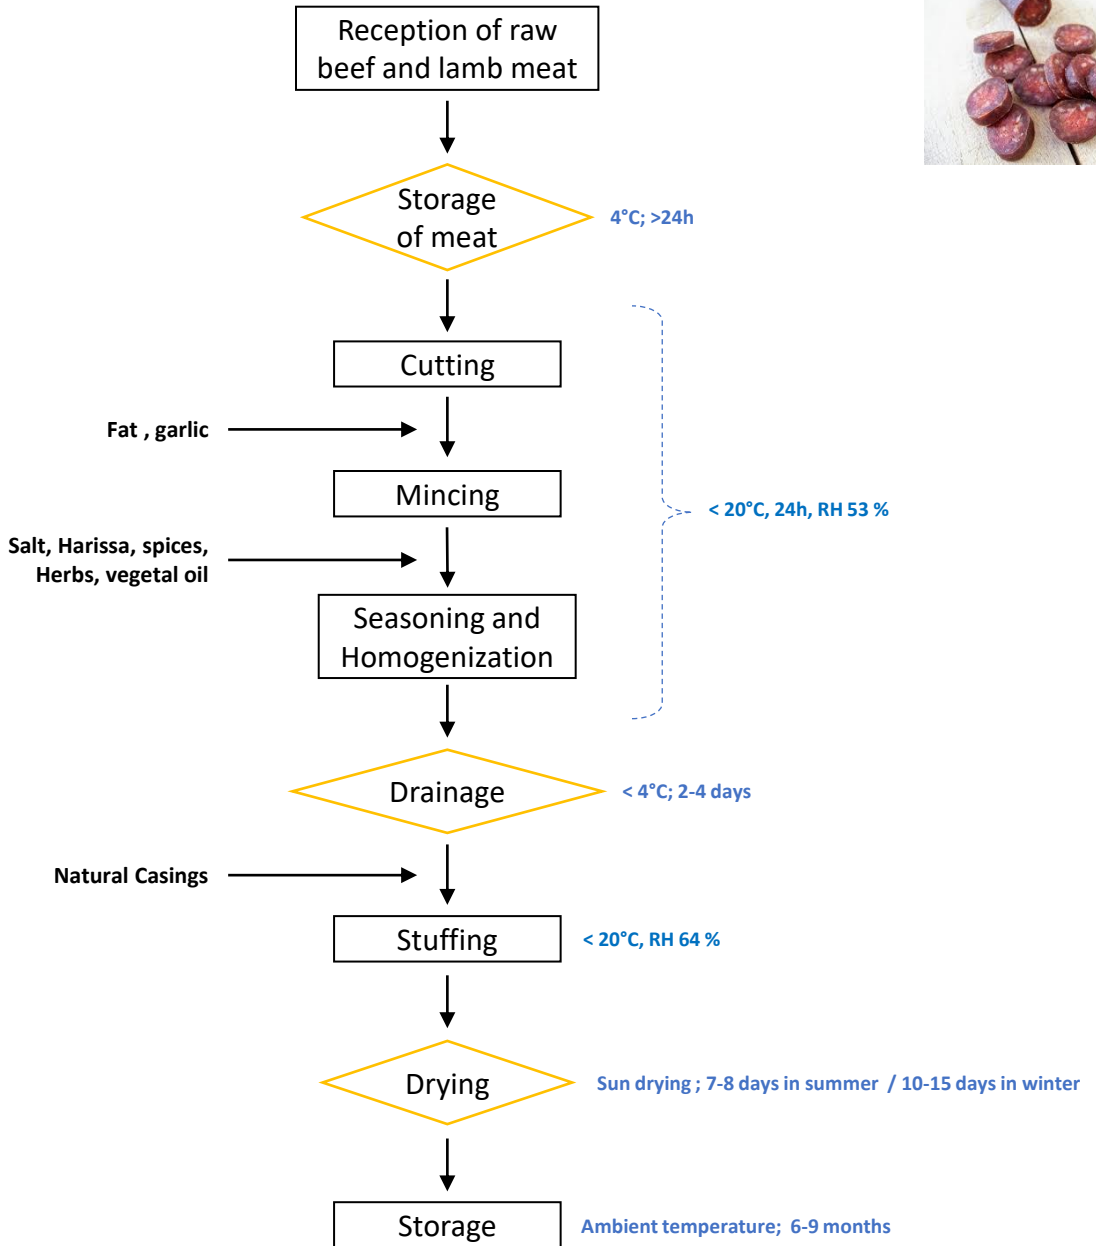 Reception of raw
beef and lamb meat
Storage
of meat
4°C; >24h
Cutting
Fat , garlic
Mincing
< 20°C, 24h, RH 53 %
Salt, Harissa, spices,
Herbs, vegetal oil
Seasoning and
Homogenization
Drainage
< 4°C; 2-4 days
Natural Casings
Stuffing
< 20°C, RH 64 %
Drying
Sun drying ; 7-8 days in summer / 10-15 days in winter
Storage
Ambient temperature; 6-9 months